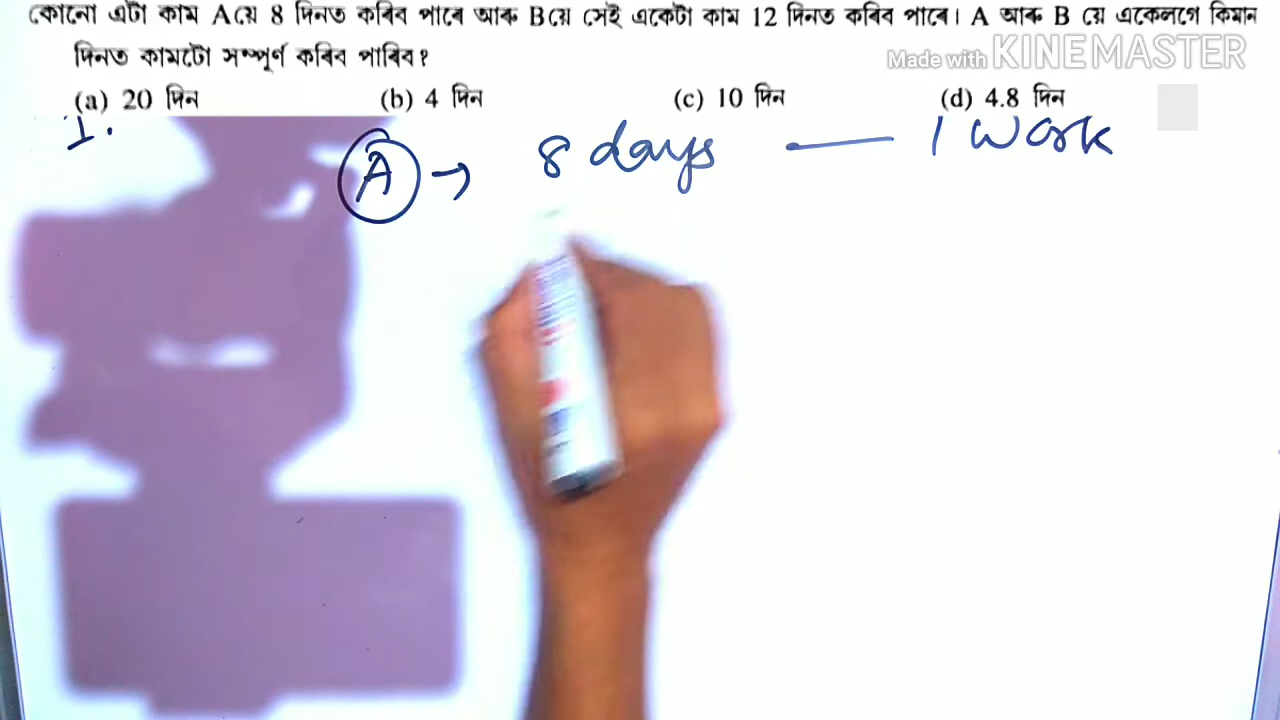 কোনো এটা কাম Aয়ে 8 দিনত কৰিব পাৰে আৰু Bয়ে সেই একেটা কাম 12 দিনত কৰিব পাৰে। A আৰু B য়ে একেলগে কিমান
দিনত কামটো সম্পূৰ্ণ কৰিব পাৰিব?
Made with KINEMASTER
(a) 20 দিন (b) 4 দিন (c) 10 দিন (d) 4.8 দিন
I.
A → 8 days — 1 Work